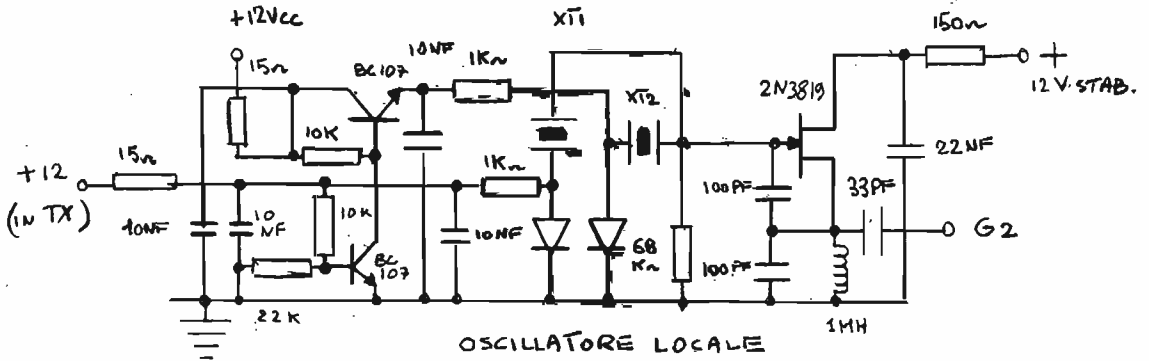 +12Vcc
XT1
150Ω
15Ω
BC107
10NF
1KΩ
2N3819
+
12V. STAB.
XT2
10K
15Ω
+12
(IN TX)
1KΩ
22NF
100PF
33PF
10NF
10
NF
10K
10NF
68
KΩ
G2
BC
107
100PF
22K
1MH
OSCILLATORE LOCALE